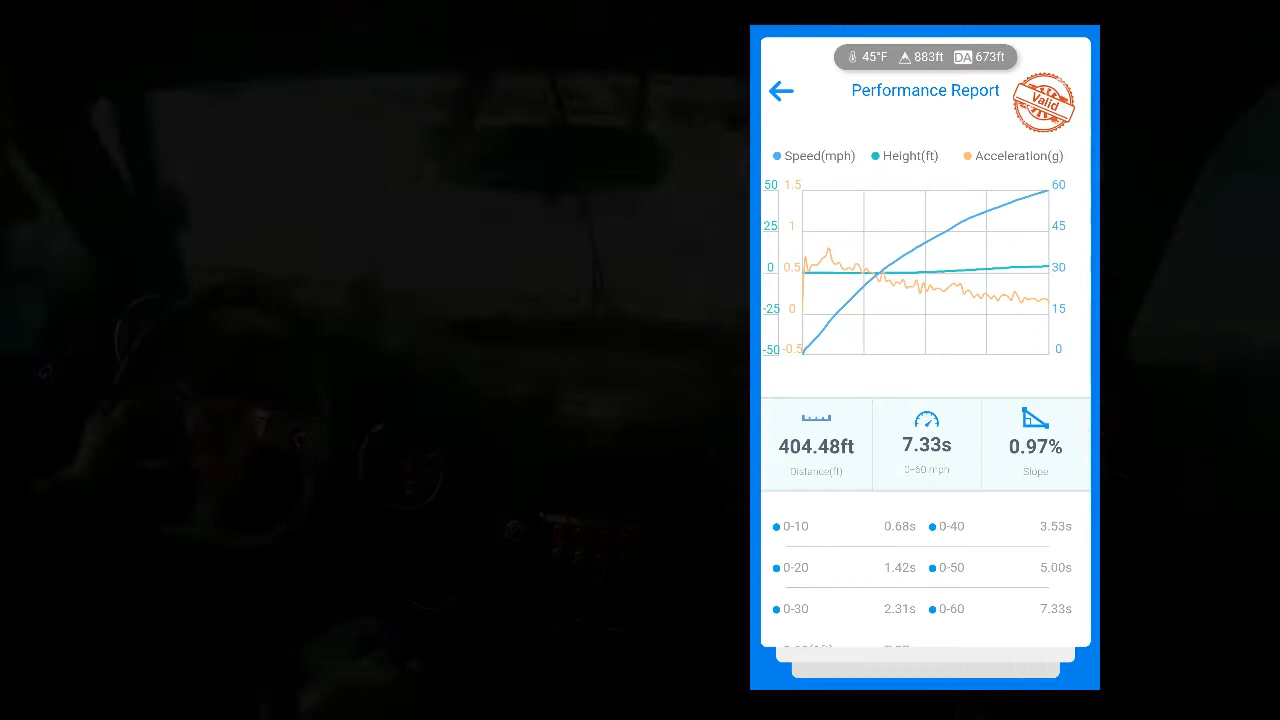 45°F 883ft DA 673ft
Performance Report
Valid
Speed(mph) Height(ft) Acceleration(g)
50 1.5 60
25 1 45
0 0.5 30
-25 0 15
-50 -0.5 0
404.48ft 7.33s 0.97%
Distance(ft) 0-60 mph Slope
0-10 0.68s 0-40 3.53s
0-20 1.42s 0-50 5.00s
0-30 2.31s 0-60 7.33s